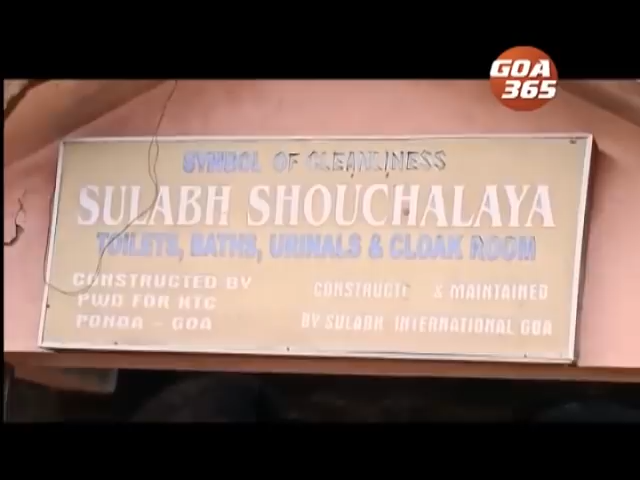 GOA
365
SYMBOL OF CLEANLINESS
SULABH SHOUCHALAYA
TOILETS, BATHS, URINALS & CLOAK ROOM
CONSTRUCTED BY
PWD FOR KTC
PONDA - GOA
CONSTRUCTE & MAINTAINED
BY SULABH INTERNATIONAL GOA